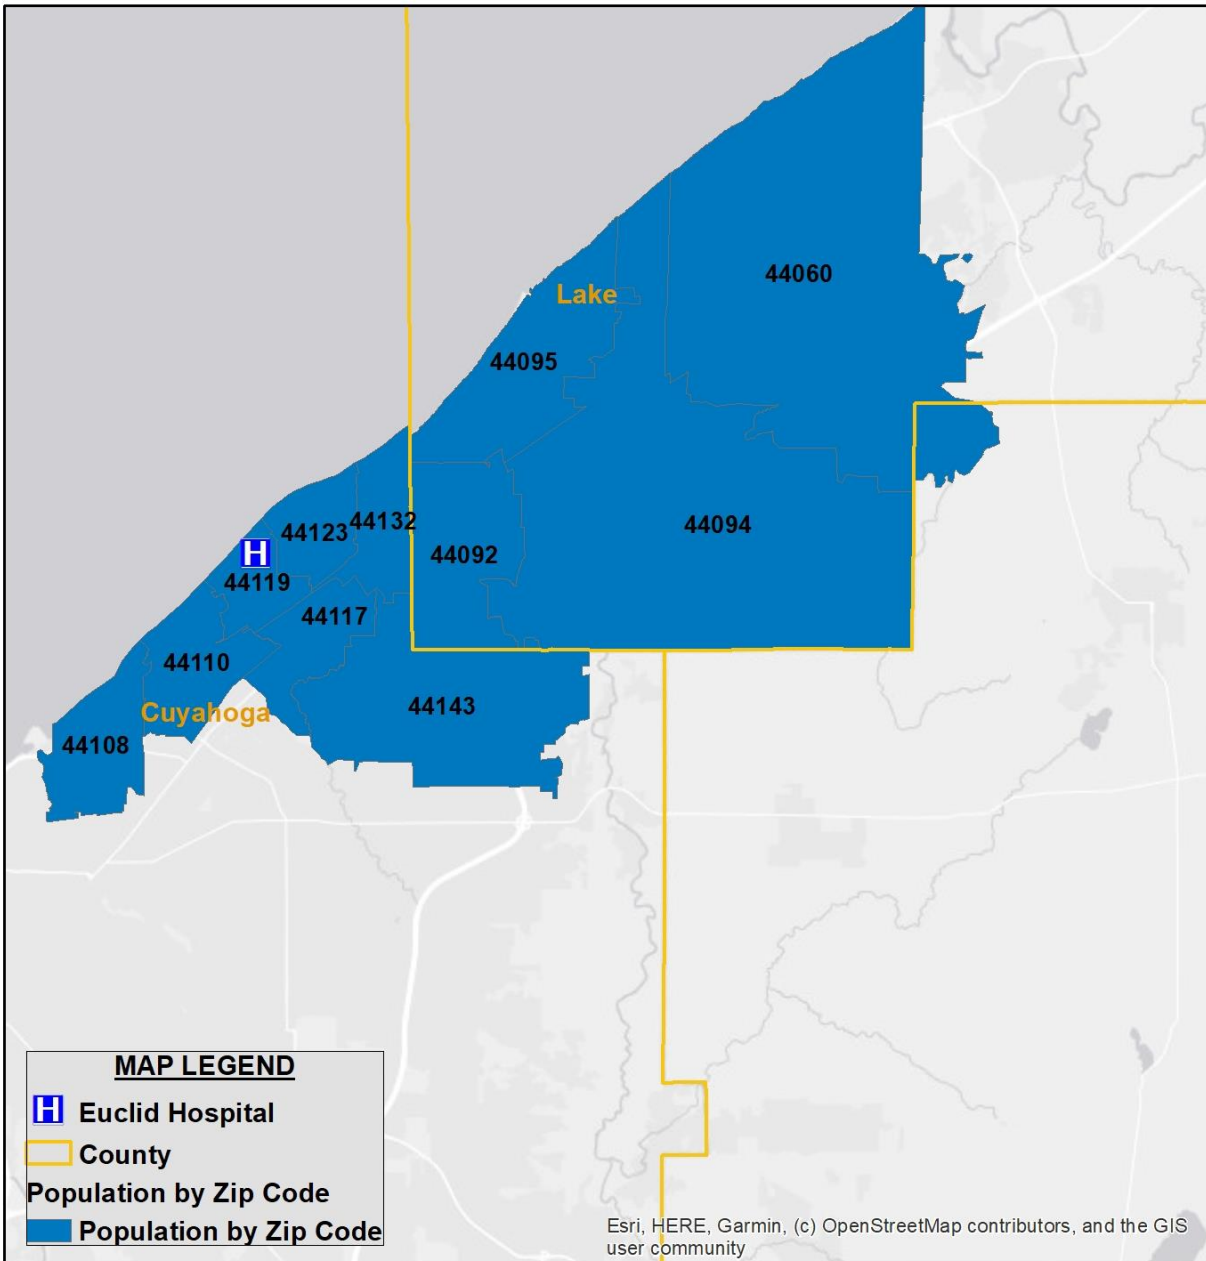 44060
Lake
44095
44123
44132
44094
H
44092
44119
44117
44110
44143
Cuyahoga
44108
MAP LEGEND
H Euclid Hospital
County
Population by Zip Code
Population by Zip Code
Esri, HERE, Garmin, (c) OpenStreetMap contributors, and the GIS
user community